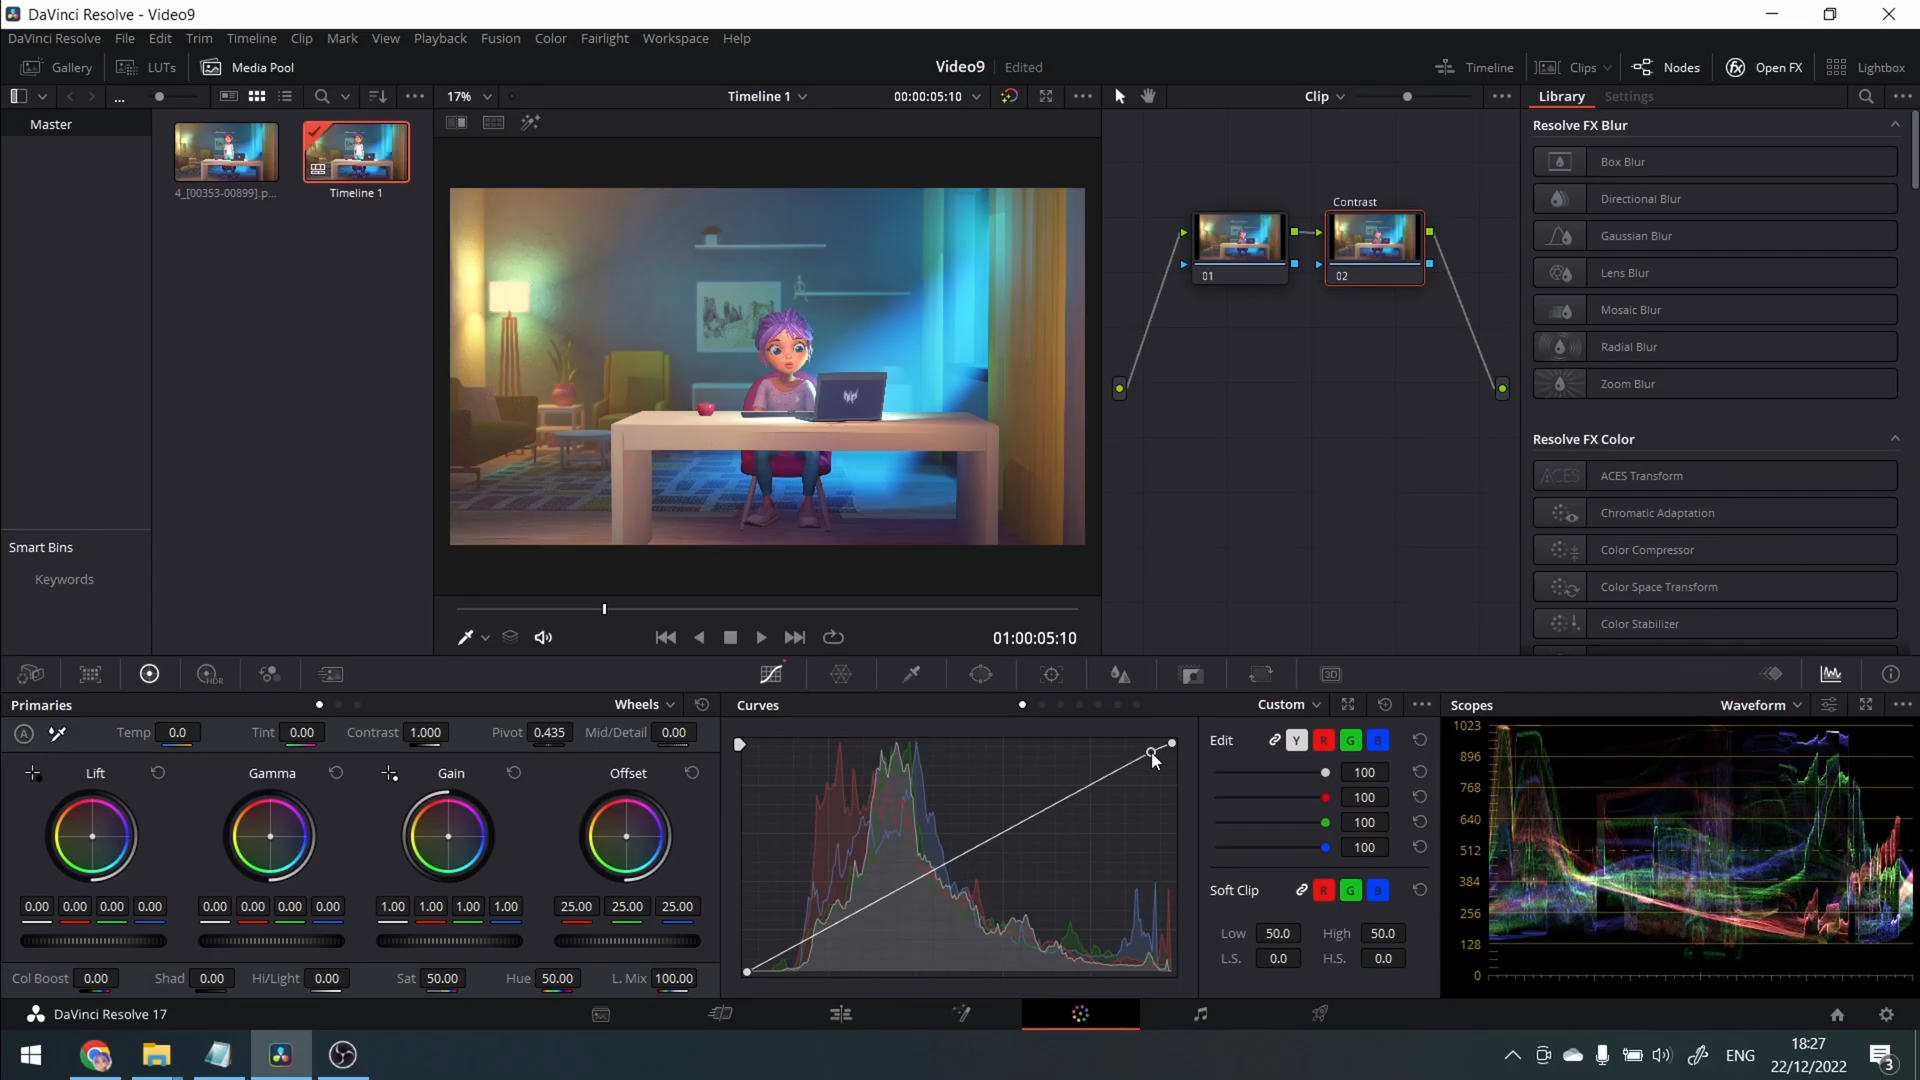 DaVinci Resolve - Video9
DaVinci Resolve File Edit Trim Timeline Clip Mark View Playback Fusion Color Fairlight Workspace Help
Gallery LUTs Media Pool Video9 Edited Timeline Clips Nodes Open FX Lightbox
... 17% Timeline 1 00:00:05:10 Clip Library Settings
Master
4_[00353-00899].p...
Timeline 1
Smart Bins
Keywords
01:00:05:10
Contrast
01
02
Resolve FX Blur
Box Blur
Directional Blur
Gaussian Blur
Lens Blur
Mosaic Blur
Radial Blur
Zoom Blur
Resolve FX Color
ACES
ACES Transform
Chromatic Adaptation
Color Compressor
Color Space Transform
Color Stabilizer
HDR
3D
Primaries Wheels
A Temp 0.0 Tint 0.00 Contrast 1.000 Pivot 0.435 Mid/Detail 0.00
Lift Gamma Gain Offset
0.00 0.00 0.00 0.00 0.00 0.00 0.00 0.00 1.00 1.00 1.00 1.00 25.00 25.00 25.00
Col Boost 0.00 Shad 0.00 Hi/Light 0.00 Sat 50.00 Hue 50.00 L. Mix 100.00
Curves Custom
Edit Y R G B
100
100
100
100
Soft Clip R G B
Low 50.0 High 50.0
L.S. 0.0 H.S. 0.0
Scopes Waveform
1023
896
768
640
512
384
256
128
0
DaVinci Resolve 17
ENG
18:27
22/12/2022
3